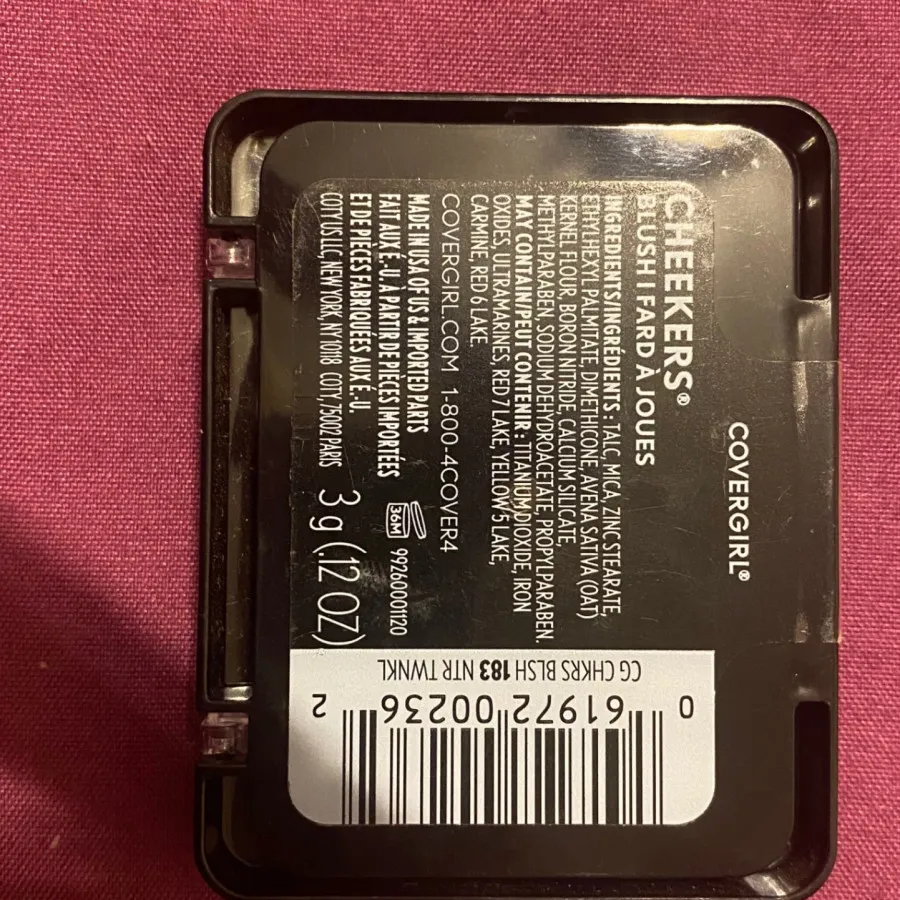 COVERGIRL®
CHEEKERS®
BLUSH | FARD À JOUES
INGREDIENTS/INGRÉDIENTS : TALC, MICA, ZINC STEARATE,
ETHYLHEXYL PALMITATE, DIMETHICONE, AVENA SATIVA (OAT)
KERNEL FLOUR, BORON NITRIDE, CALCIUM SILICATE,
METHYLPARABEN, SODIUM DEHYDROACETATE, PROPYLPARABEN.
MAY CONTAIN/PEUT CONTENIR : TITANIUM DIOXIDE, IRON
OXIDES, ULTRAMARINES, RED 7 LAKE, YELLOW 5 LAKE,
CARMINE, RED 6 LAKE.
COVERGIRL.COM 1-800-4COVER4
MADE IN USA OF US & IMPORTED PARTS
FAIT AUX É.-U. À PARTIR DE PIÈCES IMPORTÉES
ET DE PIÈCES FABRIQUÉES AUX É.-U.
COTY US LLC, NEW YORK, NY 10118 COTY, 75002 PARIS
36M
99260001120
3 g (.12 OZ)
CG CHKRS BLSH 183 NTR TWNKL
0 61972 00236 2